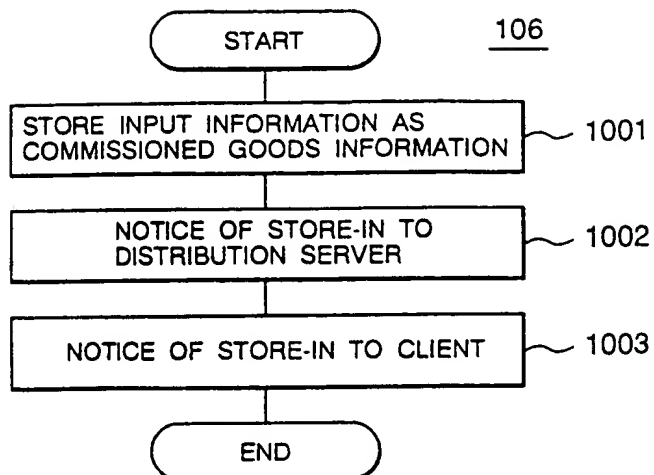 START
106
STORE INPUT INFORMATION AS
COMMISSIONED GOODS INFORMATION
1001
NOTICE OF STORE-IN TO
DISTRIBUTION SERVER
1002
NOTICE OF STORE-IN TO CLIENT
1003
END